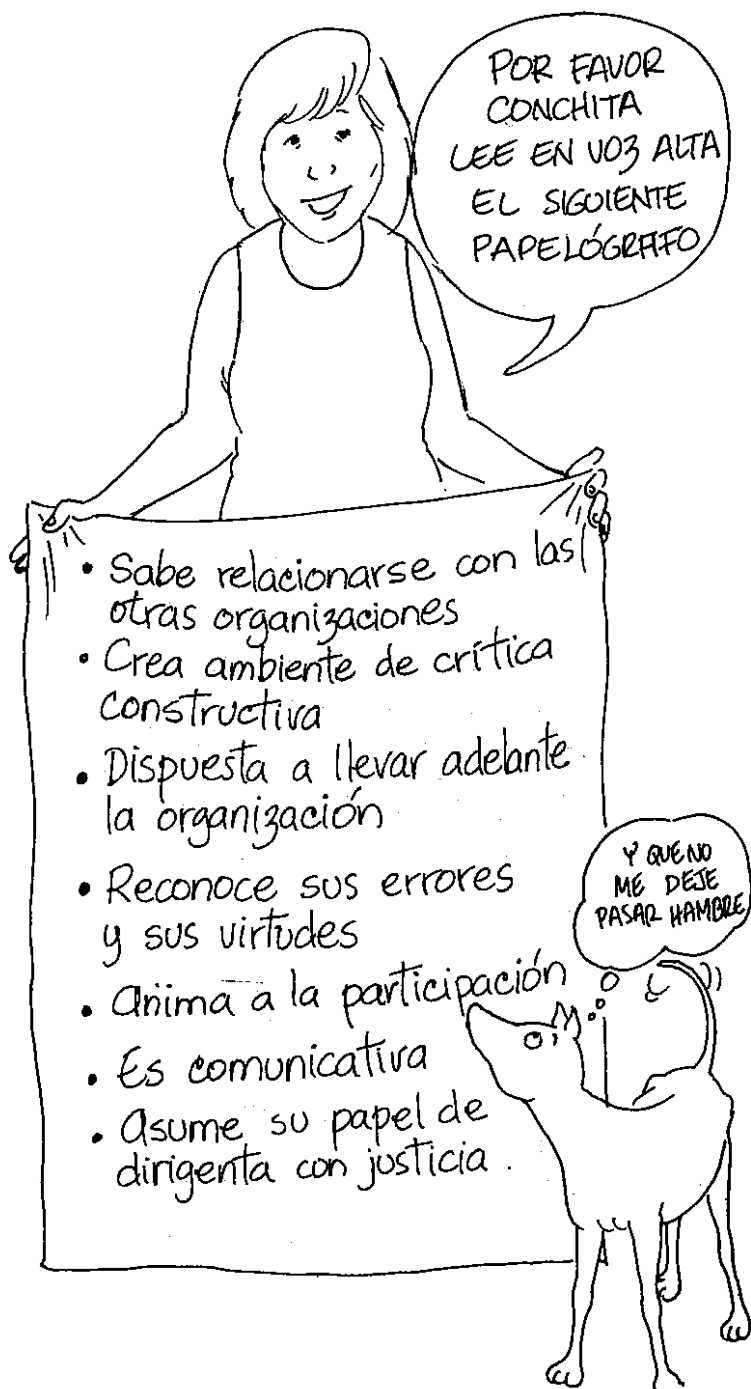 POR FAVOR
CONCHITA
LEE EN VOZ ALTA
EL SIGUIENTE
PAPELÓGRAFO
• Sabe relacionarse con las
otras organizaciones
• Crea ambiente de crítica
constructiva
• Dispuesta a llevar adelante
la organización
• Reconoce sus errores
y sus virtudes
• Anima a la participación
• Es comunicativa
• Asume su papel de
dirigenta con justicia.
Y QUE NO
ME DEJE
PASAR HAMBRE